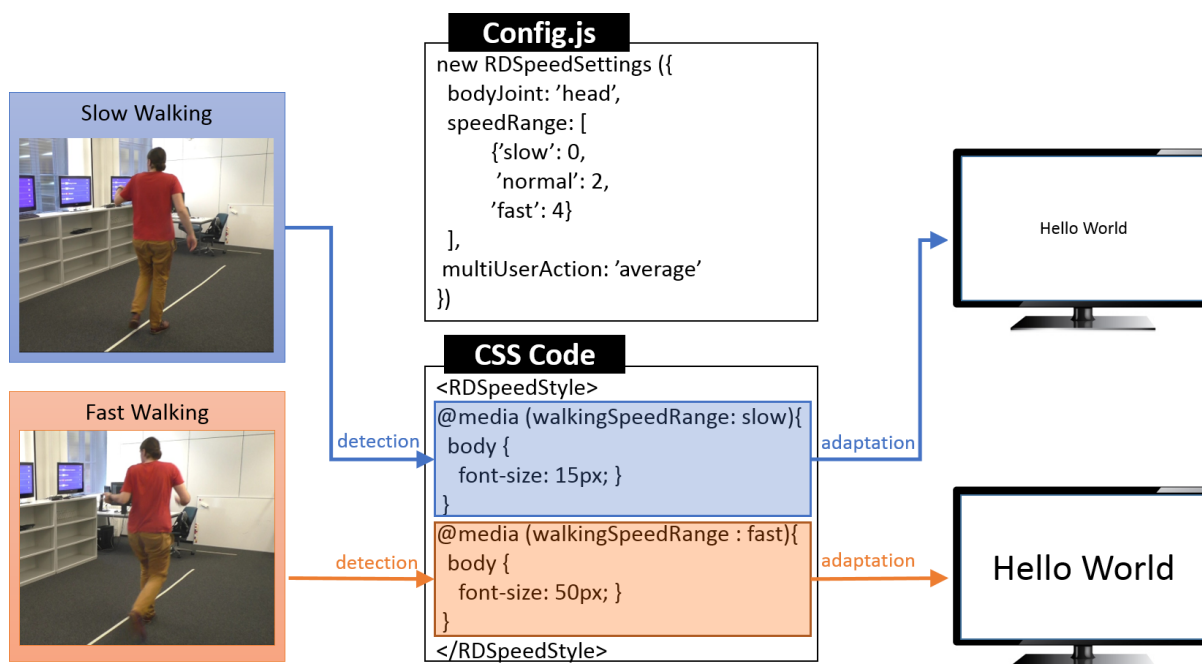 Config.js
new RDSpeedSettings ({
bodyJoint: ’head’,
speedRange: [
{’slow’: 0,
’normal’: 2,
’fast’: 4}
],
multiUserAction: ’average’
})
Slow Walking
Hello World
CSS Code
<RDSpeedStyle>
@media (walkingSpeedRange: slow){
body {
font-size: 15px; }
}
detection
adaptation
Fast Walking
@media (walkingSpeedRange : fast){
body {
font-size: 50px; }
}
</RDSpeedStyle>
detection
adaptation
Hello World